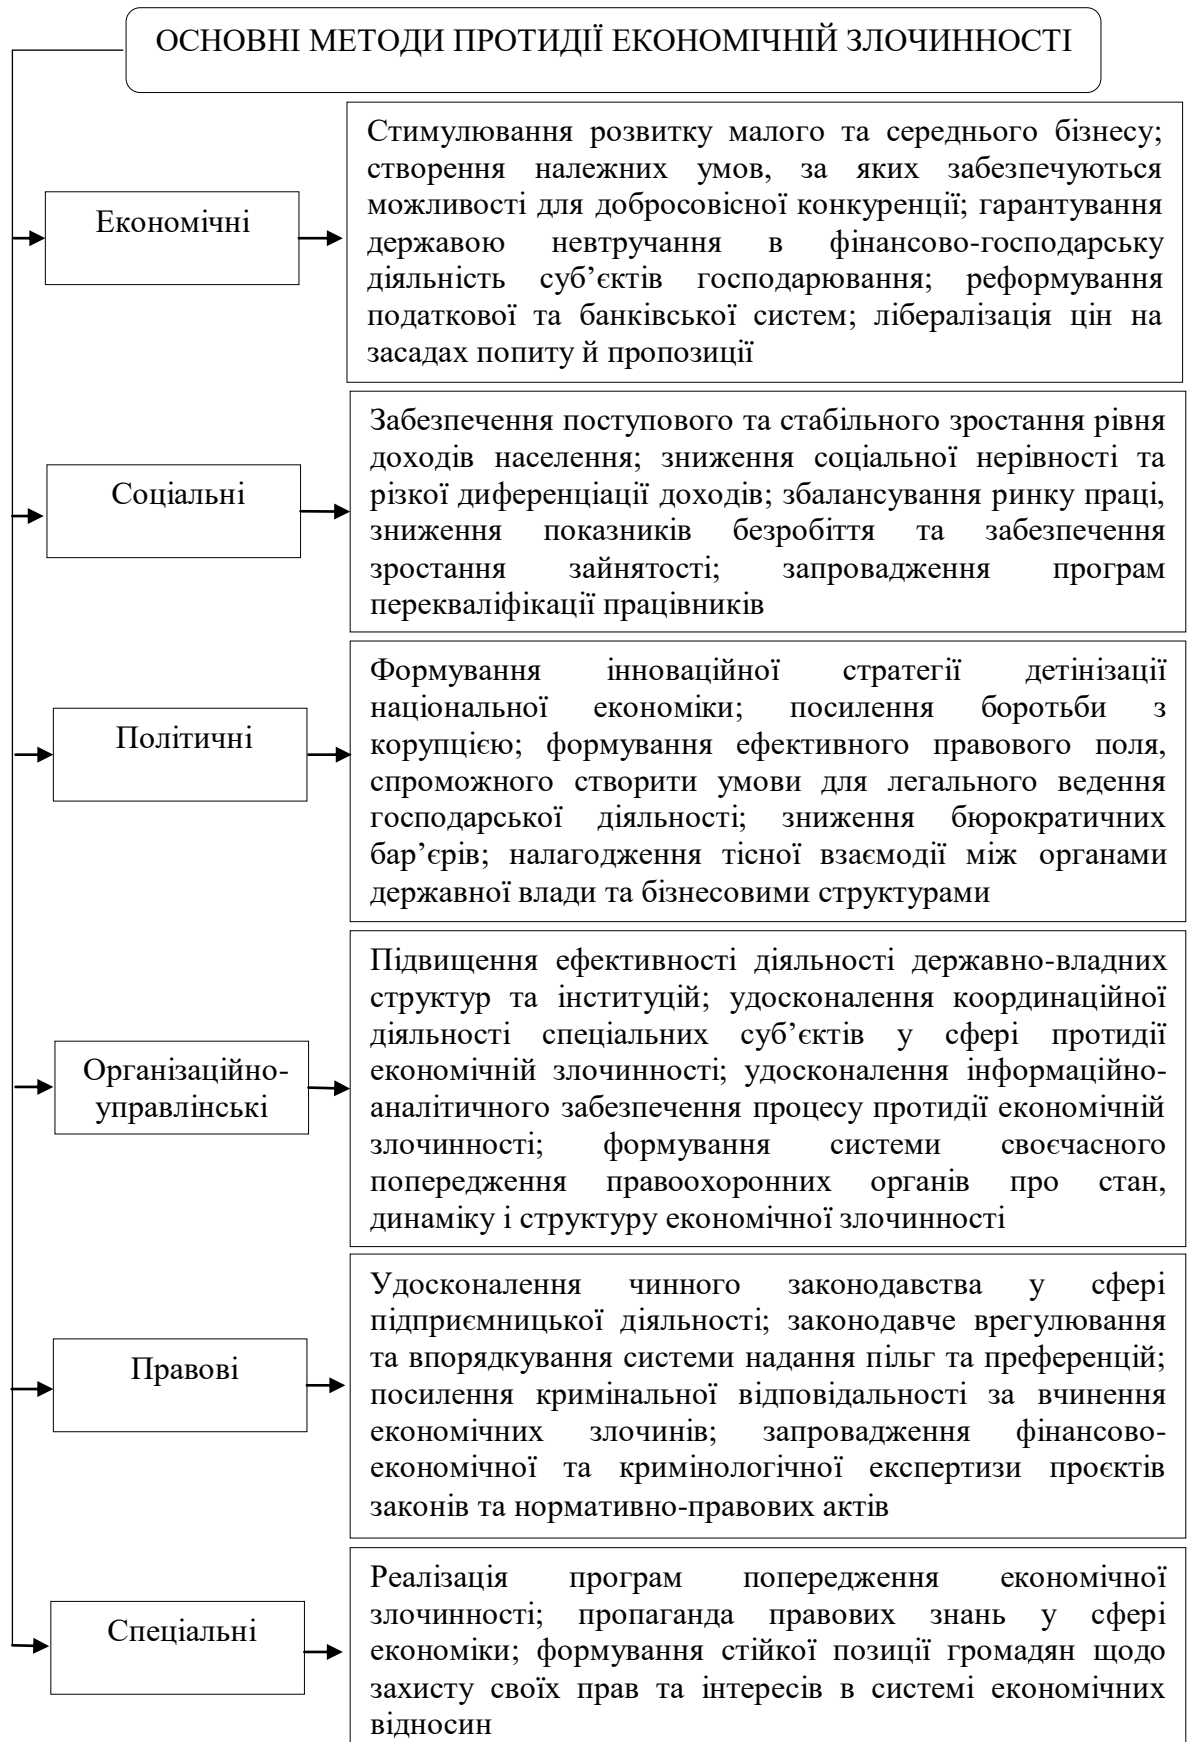 ОСНОВНІ МЕТОДИ ПРОТИДІЇ ЕКОНОМІЧНІЙ ЗЛОЧИННОСТІ
Економічні
Стимулювання розвитку малого та середнього бізнесу;
створення належних умов, за яких забезпечуються
можливості для добросовісної конкуренції; гарантування
державою невтручання в фінансово-господарську
діяльність суб’єктів господарювання; реформування
податкової та банківської систем; лібералізація цін на
засадах попиту й пропозиції
Соціальні
Забезпечення поступового та стабільного зростання рівня
доходів населення; зниження соціальної нерівності та
різкої диференціації доходів; збалансування ринку праці,
зниження показників безробіття та забезпечення
зростання зайнятості; запровадження програм
перекваліфікації працівників
Політичні
Формування інноваційної стратегії детінізації
національної економіки; посилення боротьби з
корупцією; формування ефективного правового поля,
спроможного створити умови для легального ведення
господарської діяльності; зниження бюрократичних
бар’єрів; налагодження тісної взаємодії між органами
державної влади та бізнесовими структурами
Організаційно-
управлінські
Підвищення ефективності діяльності державно-владних
структур та інституцій; удосконалення координаційної
діяльності спеціальних суб’єктів у сфері протидії
економічній злочинності; удосконалення інформаційно-
аналітичного забезпечення процесу протидії економічній
злочинності; формування системи своєчасного
попередження правоохоронних органів про стан,
динаміку і структуру економічної злочинності
Правові
Удосконалення чинного законодавства у сфері
підприємницької діяльності; законодавче врегулювання
та впорядкування системи надання пільг та преференцій;
посилення кримінальної відповідальності за вчинення
економічних злочинів; запровадження фінансово-
економічної та кримінологічної експертизи проєктів
законів та нормативно-правових актів
Спеціальні
Реалізація програм попередження економічної
злочинності; пропаганда правових знань у сфері
економіки; формування стійкої позиції громадян щодо
захисту своїх прав та інтересів в системі економічних
відносин